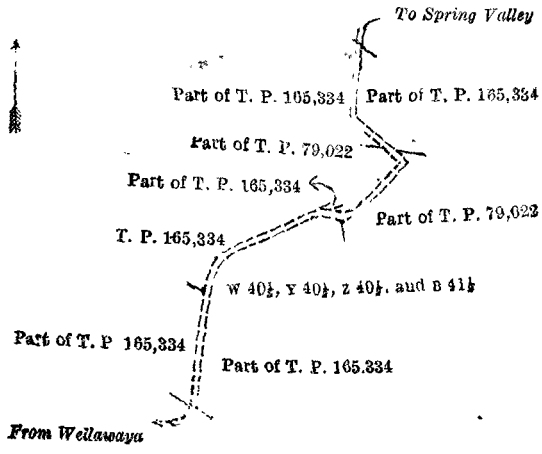 To Spring Valley
Part of T. P. 165,334
Part of T. P. 165,334
Part of T. P. 79,022
Part of T. P. 165,334
Part of T. P. 79,022
T. P. 165,334
W 40½, Y 40½, Z 40½, and B 41½
Part of T. P 165,334
Part of T. P. 165.334
From Wellawaya